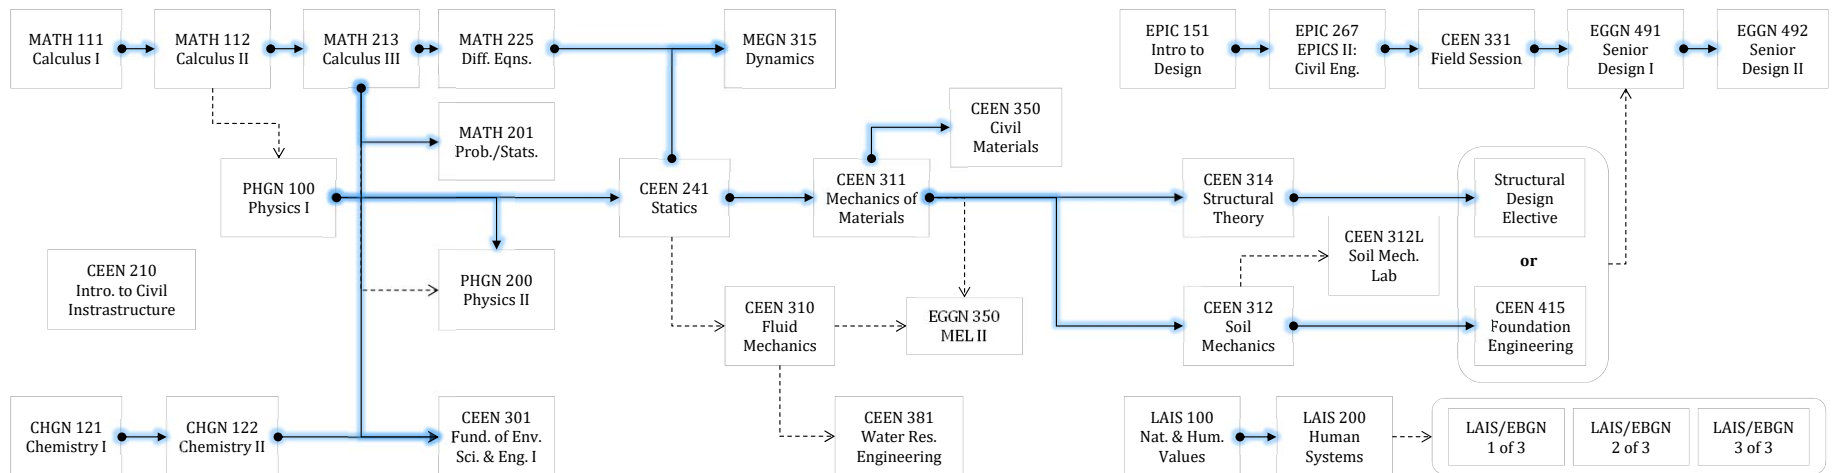 MATH 111
Calculus I
MATH 112
Calculus II
MATH 213
Calculus III
MATH 225
Diff. Eqns.
MEGN 315
Dynamics
EPIC 151
Intro to
Design
EPIC 267
EPICS II:
Civil Eng.
CEEN 331
Field Session
EGGN 491
Senior
Design I
EGGN 492
Senior
Design II
MATH 201
Prob./Stats.
CEEN 350
Civil
Materials
PHGN 100
Physics I
CEEN 241
Statics
CEEN 311
Mechanics of
Materials
CEEN 314
Structural
Theory
Structural
Design
Elective
CEEN 312L
Soil Mech.
Lab
or
CEEN 210
Intro. to Civil
Instrastructure
PHGN 200
Physics II
CEEN 310
Fluid
Mechanics
EGGN 350
MEL II
CEEN 312
Soil
Mechanics
CEEN 415
Foundation
Engineering
CHGN 121
Chemistry I
CHGN 122
Chemistry II
CEEN 301
Fund. of Env.
Sci. & Eng. I
CEEN 381
Water Res.
Engineering
LAIS 100
Nat. & Hum.
Values
LAIS 200
Human
Systems
LAIS/EBGN
1 of 3
LAIS/EBGN
2 of 3
LAIS/EBGN
3 of 3